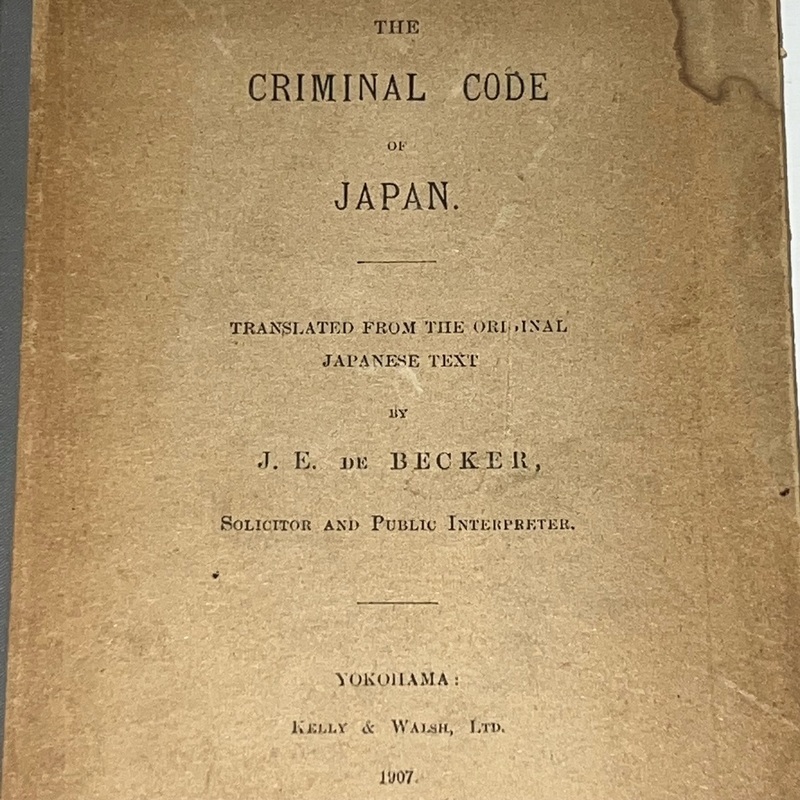 THE
CRIMINAL CODE
OF
JAPAN.
TRANSLATED FROM THE ORIGINAL
JAPANESE TEXT
BY
J. E. DE BECKER,
SOLICITOR AND PUBLIC INTERPRETER.
YOKOHAMA:
KELLY & WALSH, LTD.
1907.